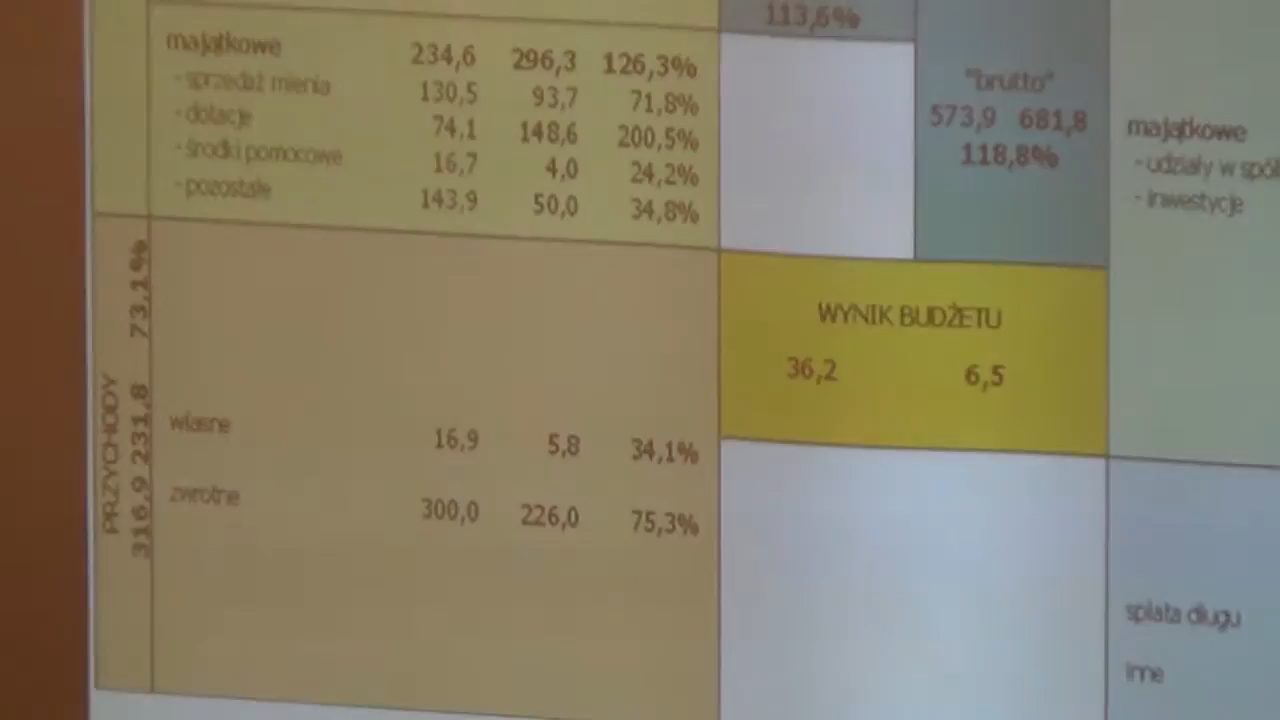 113,6%
majątkowe 234,6 296,3 126,3%
- sprzedaż mienia 130,5 93,7 71,8%
- dotacje 74,1 148,6 200,5%
- środki pomocowe 16,7 4,0 24,2%
- pozostałe 143,9 50,0 34,8%
"brutto"
573,9 681,8
118,8%
majątkowe
- udziały w
- inwestycje
WYNIK BUDŻETU
36,2 6,5
PRZYCHODY
316,9 231,8 73,1%
własne 16,9 5,8 34,1%
zwrotne 300,0 226,0 75,3%
spłata długu
inne